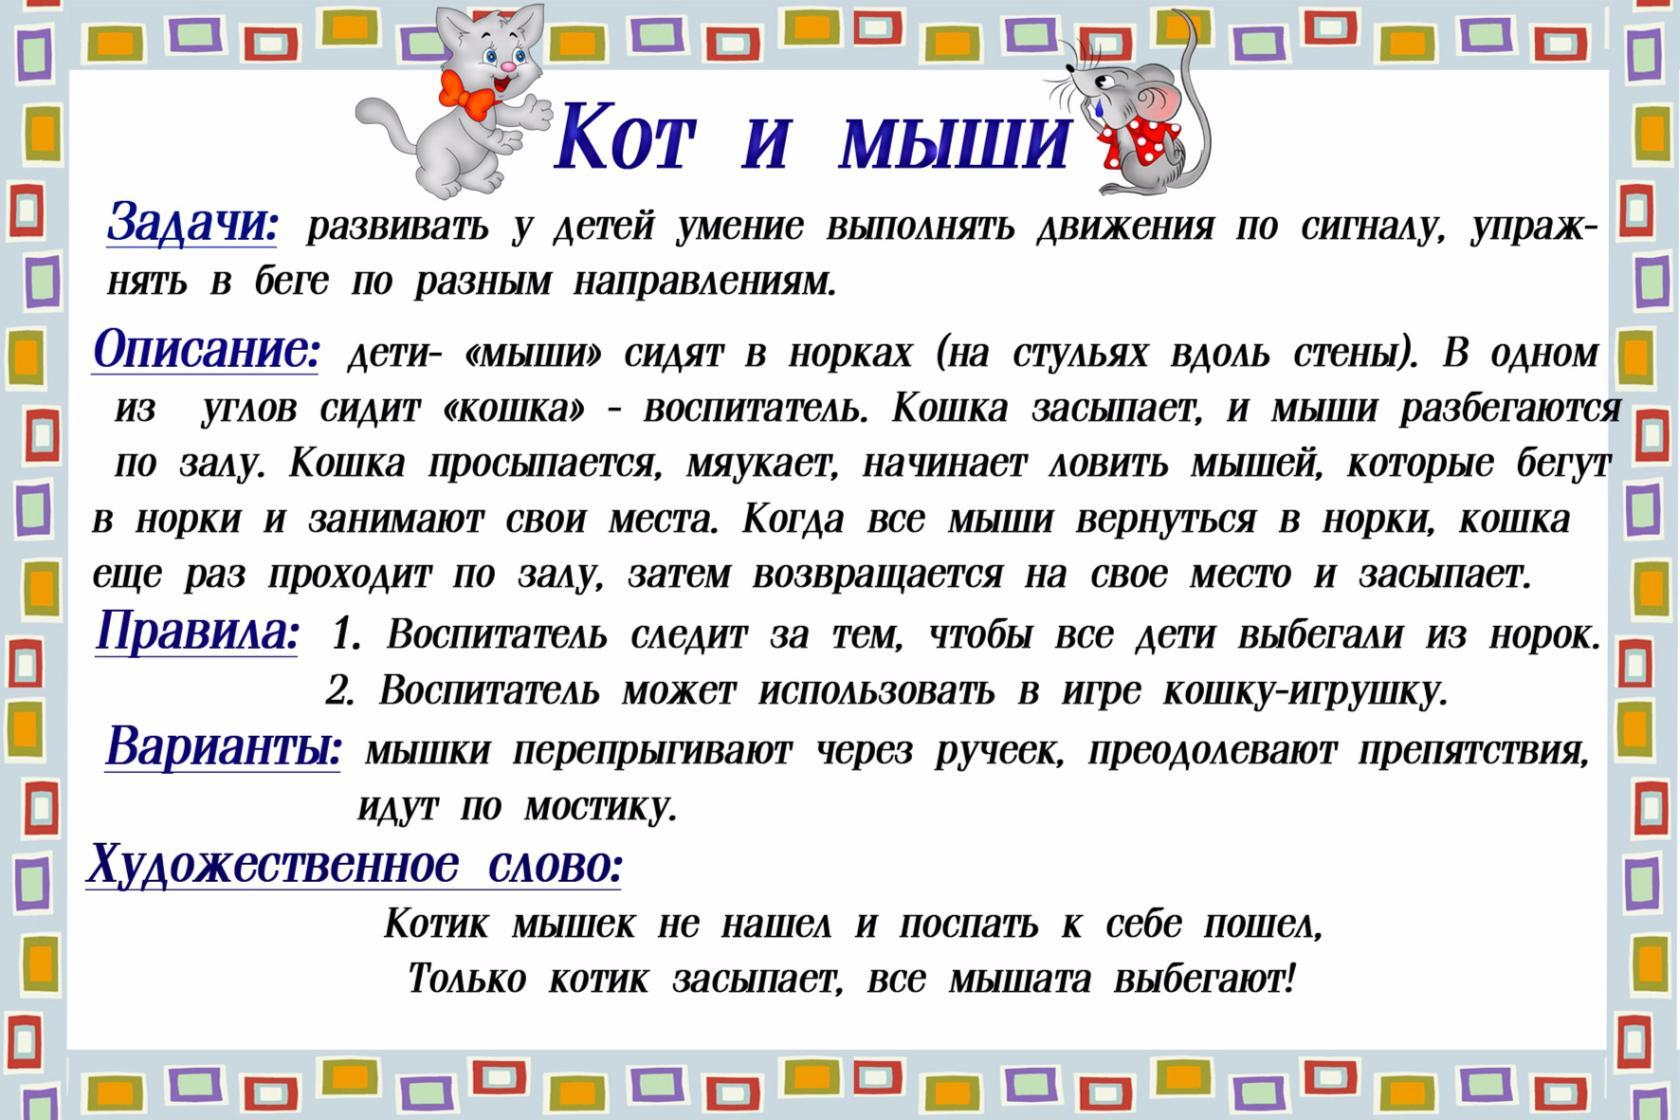 Кот и мыши
Задачи: развивать у детей умение выполнять движения по сигналу, упраж-
нять в беге по разным направлениям.
Описание: дети- «мыши» сидят в норках (на стульях вдоль стены). В одном
из углов сидит «кошка» - воспитатель. Кошка засыпает, и мыши разбегаются
по залу. Кошка просыпается, мяукает, начинает ловить мышей, которые бегут
в норки и занимают свои места. Когда все мыши вернуться в норки, кошка
еще раз проходит по залу, затем возвращается на свое место и засыпает.
Правила: 1. Воспитатель следит за тем, чтобы все дети выбегали из норок.
2. Воспитатель может использовать в игре кошку-игрушку.
Варианты: мышки перепрыгивают через ручеек, преодолевают препятствия,
идут по мостику.
Художественное слово:
Котик мышек не нашел и поспать к себе пошел,
Только котик засыпает, все мышата выбегают!